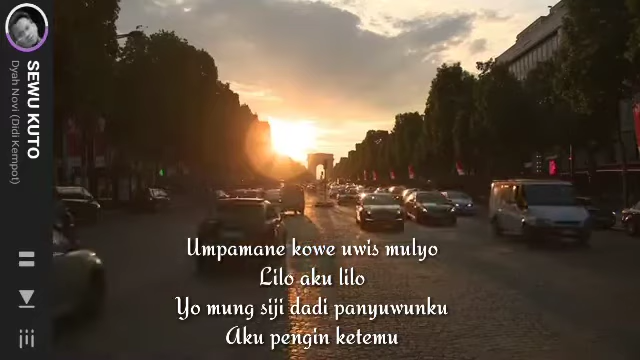 SEWU KUTO
Dyah Novi (Didi Kempot)
Umpamane kowe uwis mulyo
Lilo aku lilo
Yo mung siji dadi panyuwunku
Aku pengin ketemu